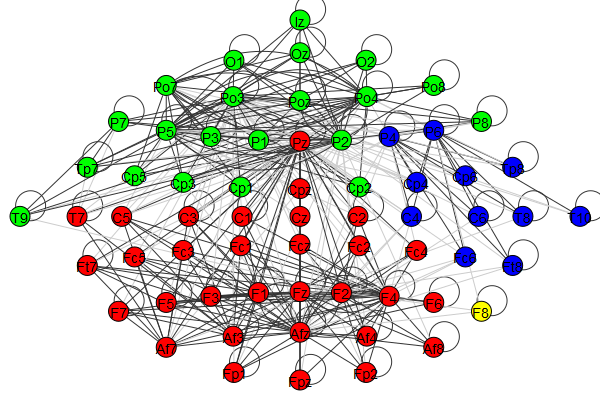 Iz
O1 Oz O2
Po7 Po3 Poz Po4 Po8
P7 P5 P3 P1 Pz P2 P4 P6 P8
Tp7 Cp5 Cp3 Cp1 Cpz Cp2 Cp4 Cp6 Tp8
T9 T7 C5 C3 C1 Cz C2 C4 C6 T8
Ft7 Fc5 Fc3 Fc1 Fcz Fc2 Fc4 Fc6 Ft8
F7 F5 F3 F1 Fz F2 F4 F6 F8
Af7 Af3 Afz Af4 Af8
Fp1 Fpz Fp2